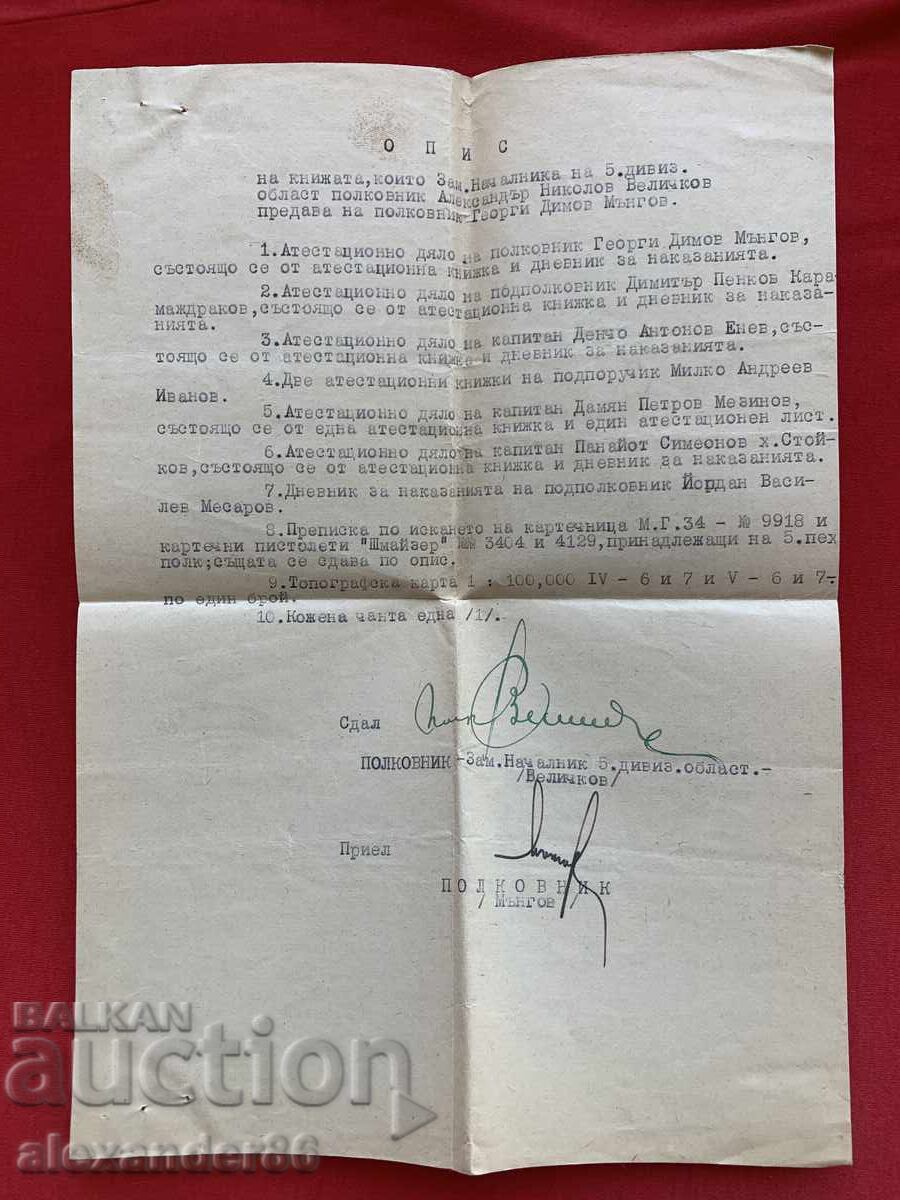 О П И С
на книжата,които Зам.Началника на 5.дивиз.
област полковник Александър Николов Величков
предава на полковник Георги Димов Мънгов.
1.Атестационно дяло на полковник Георги Димов Мънгов,
състоящо се от атестационна книжка и дневник за наказанията.
2.Атестационно дяло на подполковник Димитър Пенков Кара-
маждраков,състоящо се от атестационна книжка и дневник за наказа-
нията.
3.Атестационно дяло на капитан Денчо Антонов Енев,със-
тоящо се от атестационна книжка и дневник за наказанията.
4.Две атестационни книжки на подпоручик Милко Андреев
Иванов.
5.Атестационно дяло на капитан Дамян Петров Мезинов,
състоящо се от една атестационна книжка и един атестационен лист.
6.Атестационно дяло на капитан Панайот Симеонов х.Стой-
ков,състоящо се от атестационна книжка и дневник за наказанията.
7.Дневник за наказанията на подполковник Йордан Васи-
лев Месаров.
8.Преписка по искането на картечница М.Г.34 - № 9918 и
картечни пистолети "Шмайзер" №№ 3404 и 4129,принадлежащи на 5.пех
полк;същата се сдава по опис.
9.Топографска карта 1 : 100,000 IV - 6 и 7 и V - 6 и 7-
по един брой.
10.Кожена чанта една /1/.
Сдал
ПОЛКОВНИК -Зам.Началник 5.дивиз.област.-
/Величков/
Приел
П О Л К О В Н И К
/ Мънгов /
BALKAN
auction
alexander86